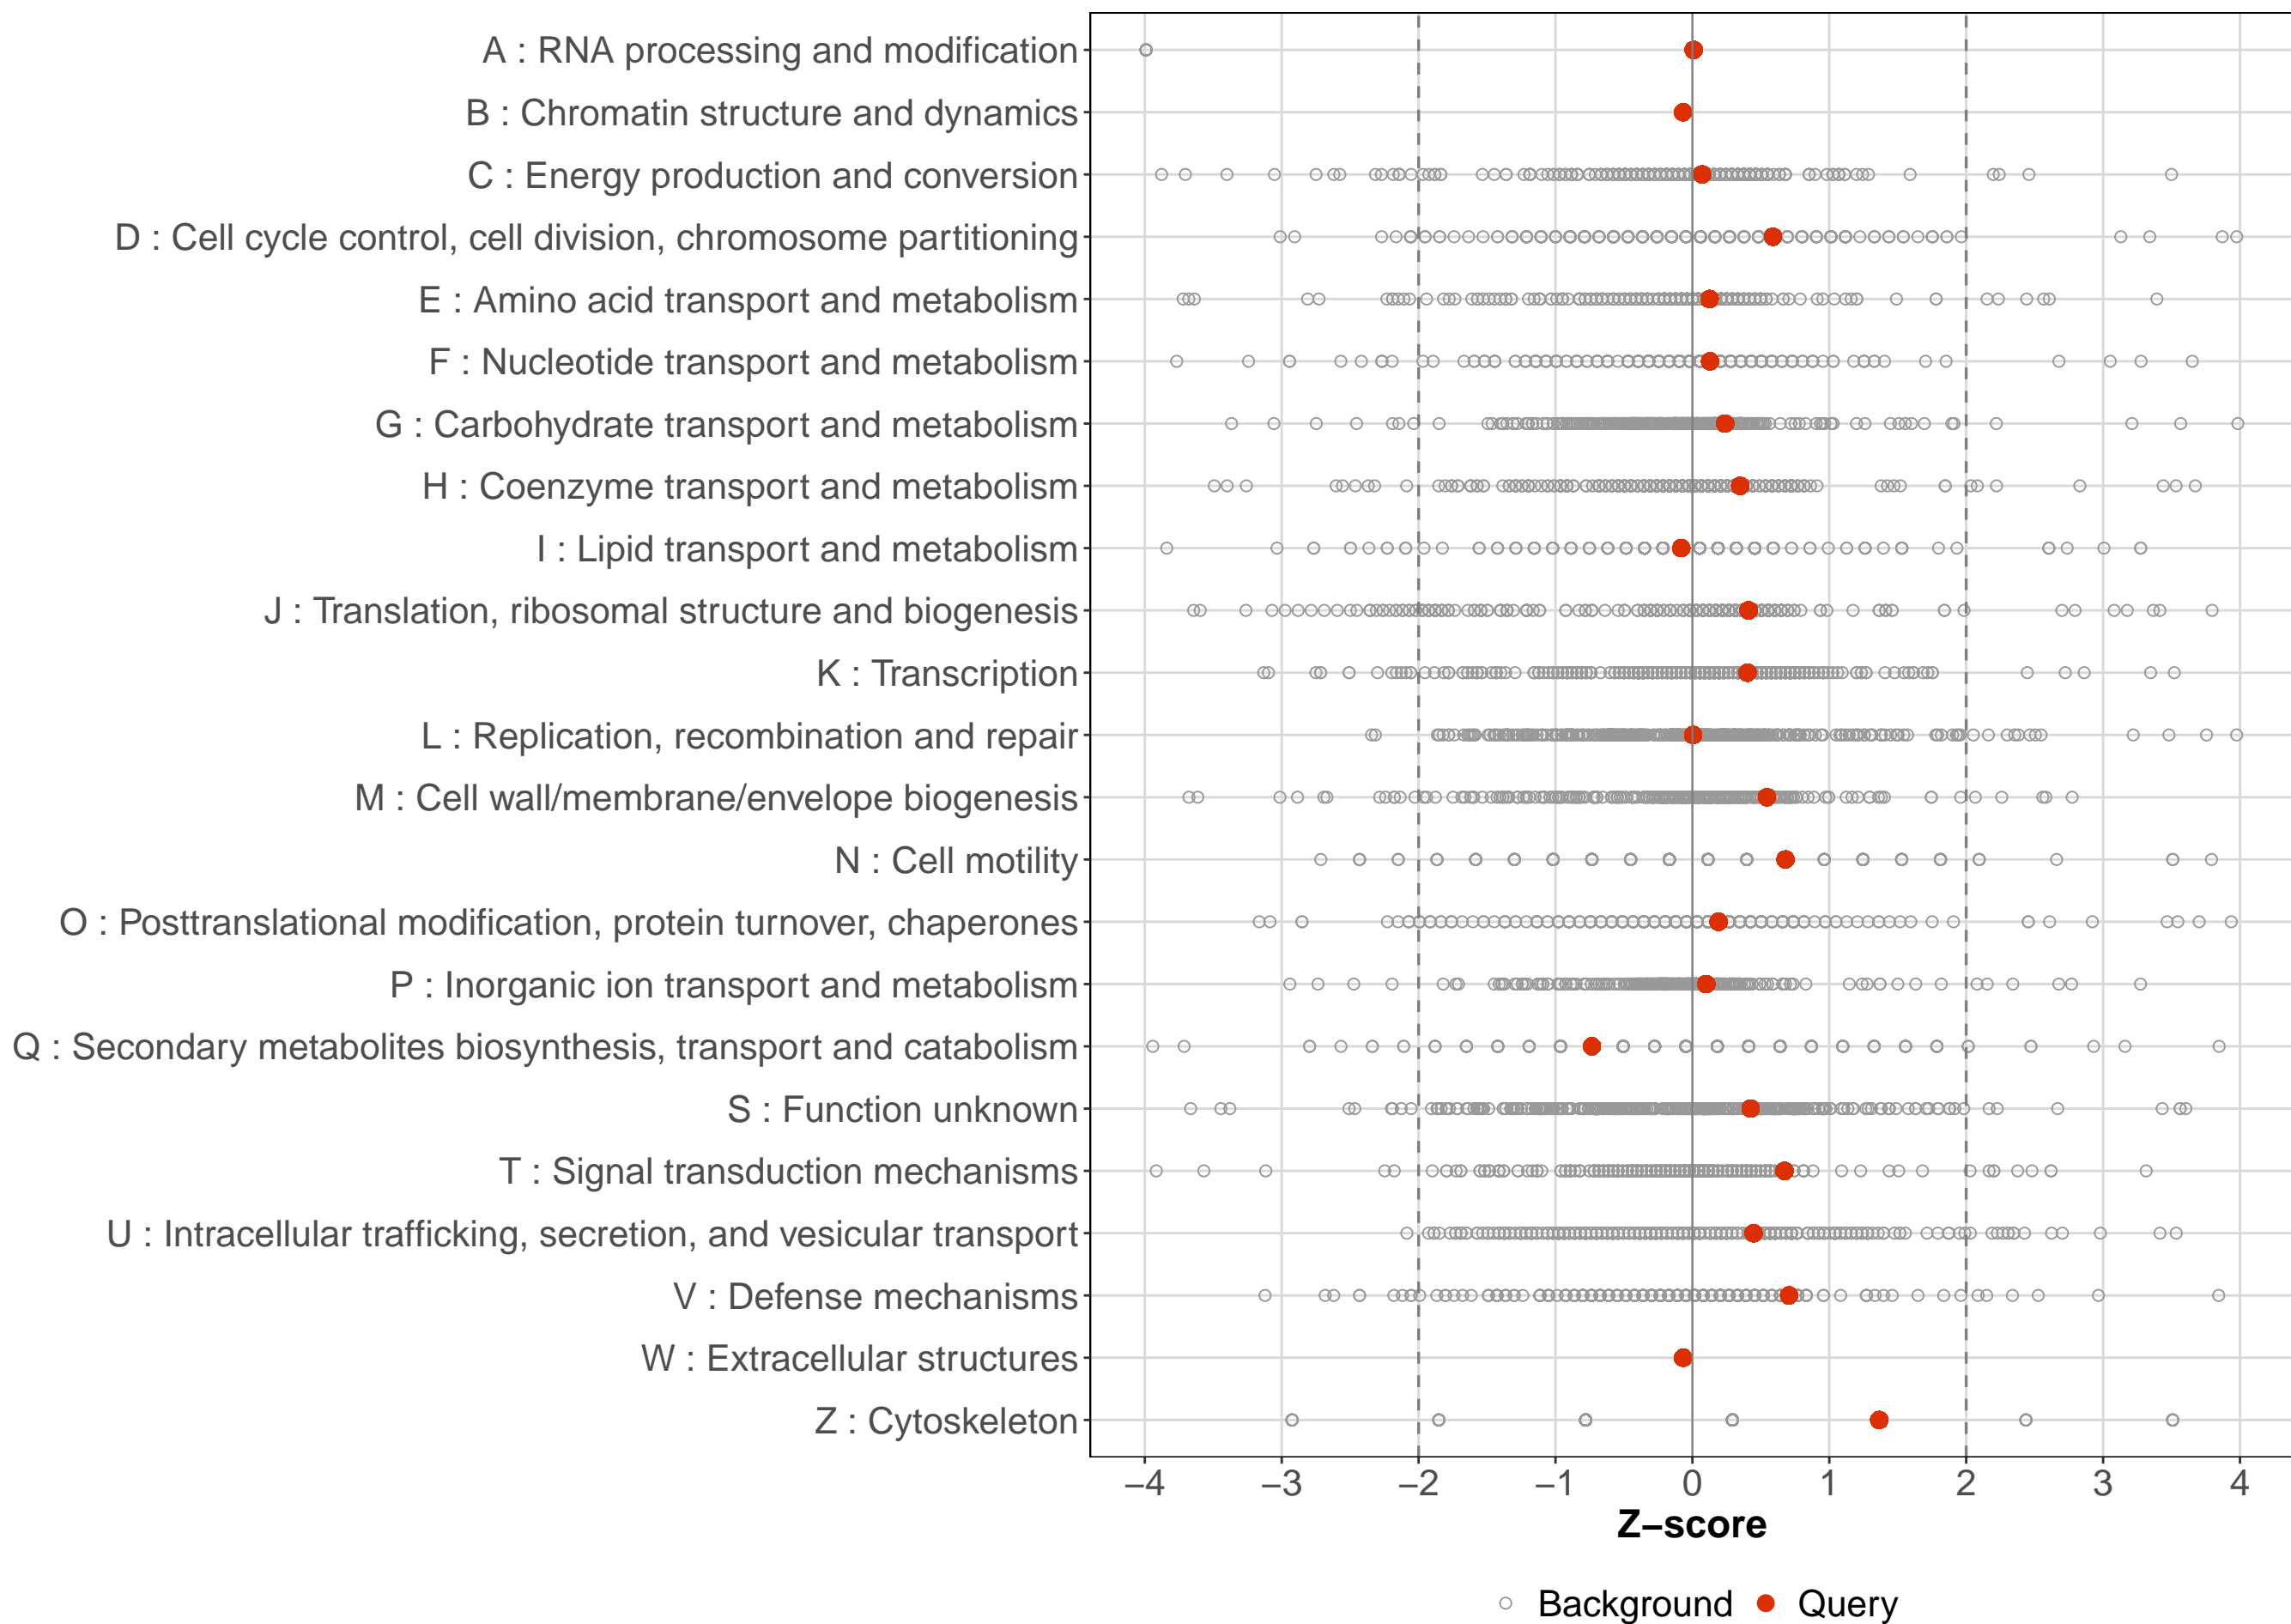 A : RNA processing and modification
B : Chromatin structure and dynamics
C : Energy production and conversion
D : Cell cycle control, cell division, chromosome partitioning
E : Amino acid transport and metabolism
F : Nucleotide transport and metabolism
G : Carbohydrate transport and metabolism
H : Coenzyme transport and metabolism
I : Lipid transport and metabolism
J : Translation, ribosomal structure and biogenesis
K : Transcription
L : Replication, recombination and repair
M : Cell wall/membrane/envelope biogenesis
N : Cell motility
O : Posttranslational modification, protein turnover, chaperones
P : Inorganic ion transport and metabolism
Q : Secondary metabolites biosynthesis, transport and catabolism
S : Function unknown
T : Signal transduction mechanisms
U : Intracellular trafficking, secretion, and vesicular transport
V : Defense mechanisms
W : Extracellular structures
Z : Cytoskeleton
−4 −3 −2 −1 0 1 2 3 4
Z−score
Background Query